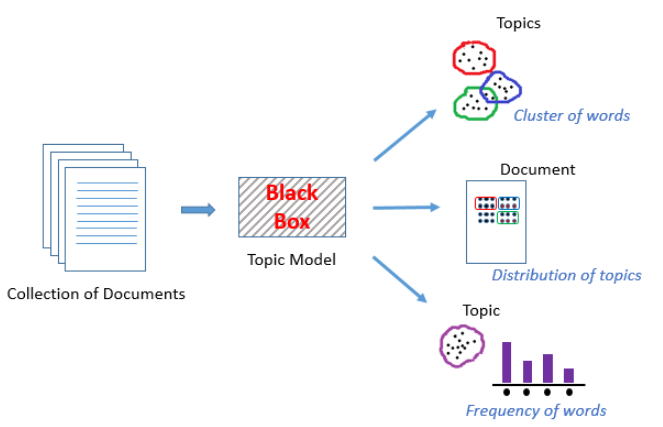 Topics
Cluster of words
Document
Black
Box
Distribution of topics
Topic Model
Collection of Documents
Topic
Frequency of words